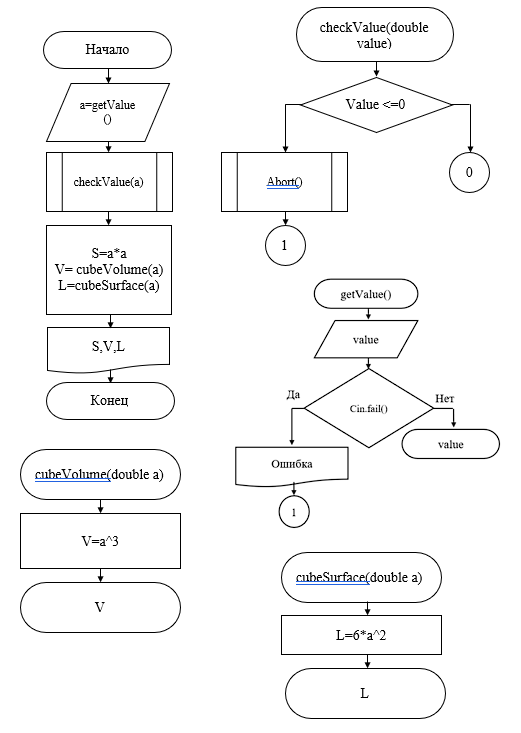 Начало
a=getValue
()
checkValue(a)
S=a*a
V= cubeVolume(a)
L=cubeSurface(a)
S,V,L
Конец
checkValue(double
value)
Value <=0
Abort()
0
1
getValue()
value
Да
Cin.fail()
Нет
value
Ошибка
1
cubeVolume(double a)
V=a^3
V
cubeSurface(double a)
L=6*a^2
L